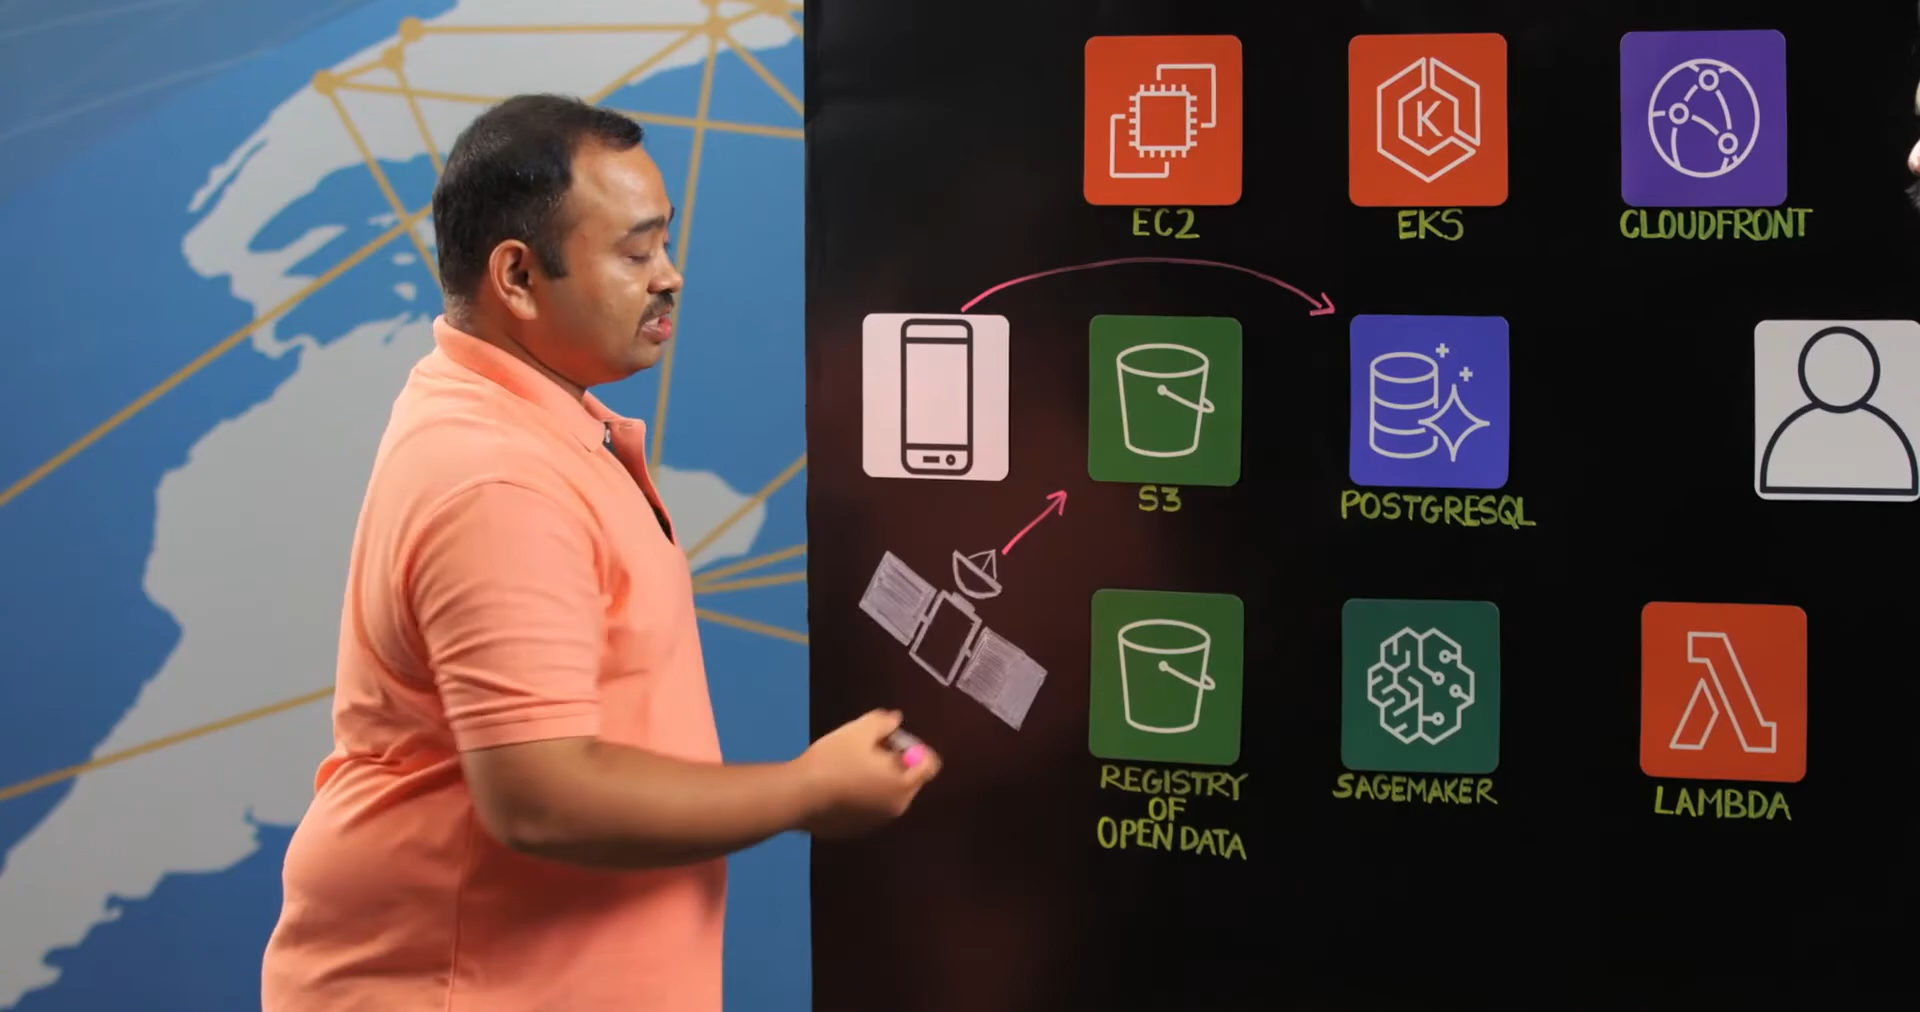 EC2
EKS
CLOUDFRONT
K
S3
POSTGRESQL
REGISTRY
OF
OPEN DATA
SAGEMAKER
LAMBDA